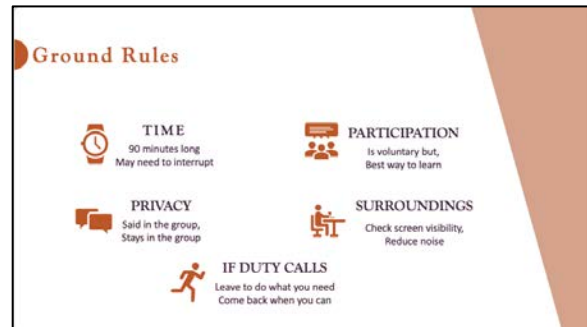 Ground Rules
TIME
90 minutes long
May need to interrupt
PARTICIPATION
Is voluntary but,
Best way to learn
PRIVACY
Said in the group,
Stays in the group
SURROUNDINGS
Check screen visibility,
Reduce noise
IF DUTY CALLS
Leave to do what you need
Come back when you can